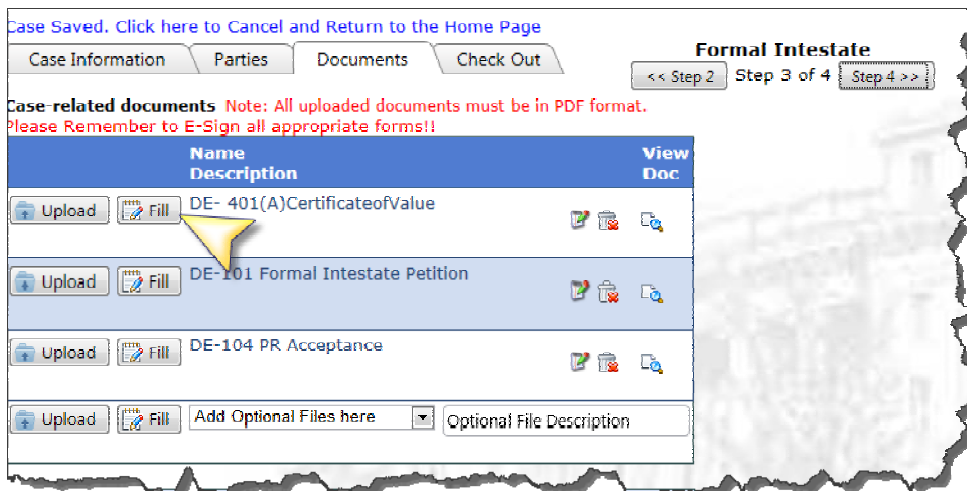 Case Saved. Click here to Cancel and Return to the Home Page
Case Information Parties Documents Check Out
Formal Intestate
<< Step 2 Step 3 of 4 Step 4 >>
Case-related documents Note: All uploaded documents must be in PDF format.
Please Remember to E-Sign all appropriate forms!!
Name View
Description Doc
Upload Fill DE- 401(A)CertificateofValue
Upload Fill DE-101 Formal Intestate Petition
Upload Fill DE-104 PR Acceptance
Upload Fill Add Optional Files here Optional File Description